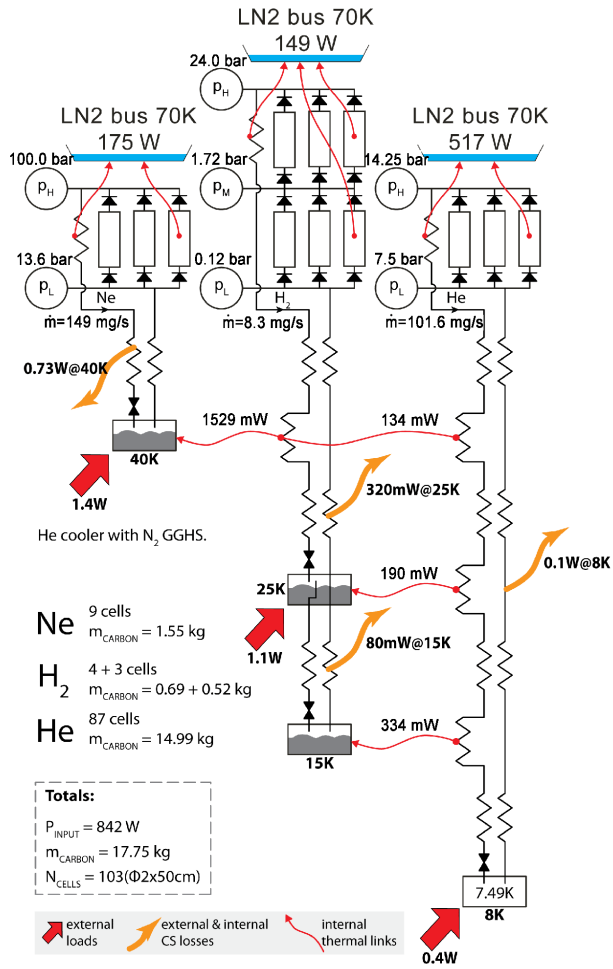 LN2 bus 70K
149 W
24.0 bar
pH
LN2 bus 70K
175 W
LN2 bus 70K
517 W
100.0 bar
1.72 bar
14.25 bar
pH
pM
pH
13.6 bar
0.12 bar
7.5 bar
pL
pL
pL
Ne
H2
He
ṁ=149 mg/s
ṁ=8.3 mg/s
ṁ=101.6 mg/s
0.73W@40K
1529 mW
134 mW
40K
1.4W
320mW@25K
He cooler with N2 GGHS.
0.1W@8K
190 mW
25K
Ne
9 cells
mCARBON = 1.55 kg
1.1W
80mW@15K
H2
4 + 3 cells
mCARBON = 0.69 + 0.52 kg
He
87 cells
mCARBON = 14.99 kg
334 mW
15K
Totals:
PINPUT = 842 W
mCARBON = 17.75 kg
NCELLS = 103(Φ2x50cm)
7.49K
8K
external
loads
external & internal
CS losses
internal
thermal links
0.4W